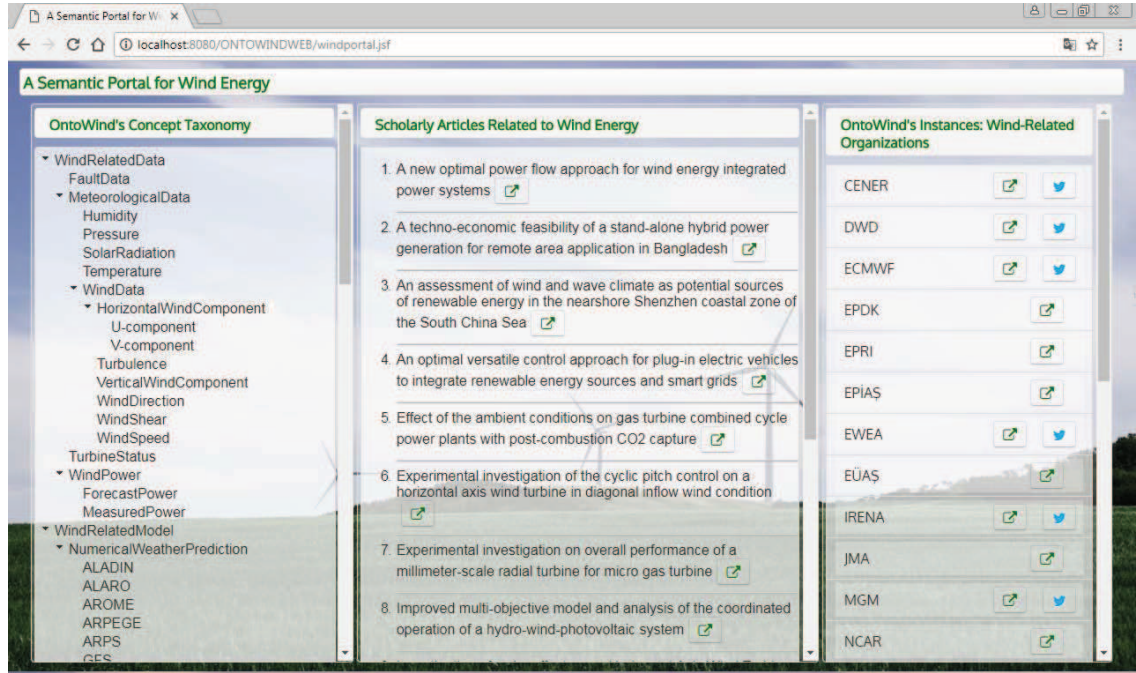 A Semantic Portal for W
localhost:8080/ONTOWINDWEB/windportal.jsf
A Semantic Portal for Wind Energy
OntoWind's Concept Taxonomy
WindRelatedData
FaultData
MeteorologicalData
Humidity
Pressure
SolarRadiation
Temperature
WindData
HorizontalWindComponent
U-component
V-component
Turbulence
VerticalWindComponent
WindDirection
WindShear
WindSpeed
TurbineStatus
WindPower
ForecastPower
MeasuredPower
WindRelatedModel
NumericalWeatherPrediction
ALADIN
ALARO
AROME
ARPEGE
ARPS
GFS
Scholarly Articles Related to Wind Energy
1. A new optimal power flow approach for wind energy integrated
power systems
2. A techno-economic feasibility of a stand-alone hybrid power
generation for remote area application in Bangladesh
3. An assessment of wind and wave climate as potential sources
of renewable energy in the nearshore Shenzhen coastal zone of
the South China Sea
4. An optimal versatile control approach for plug-in electric vehicles
to integrate renewable energy sources and smart grids
5. Effect of the ambient conditions on gas turbine combined cycle
power plants with post-combustion CO2 capture
6. Experimental investigation of the cyclic pitch control on a
horizontal axis wind turbine in diagonal inflow wind condition
7. Experimental investigation on overall performance of a
millimeter-scale radial turbine for micro gas turbine
8. Improved multi-objective model and analysis of the coordinated
operation of a hydro-wind-photovoltaic system
OntoWind's Instances: Wind-Related
Organizations
CENER
DWD
ECMWF
EPDK
EPRI
EPİAŞ
EWEA
EÜAŞ
IRENA
JMA
MGM
NCAR